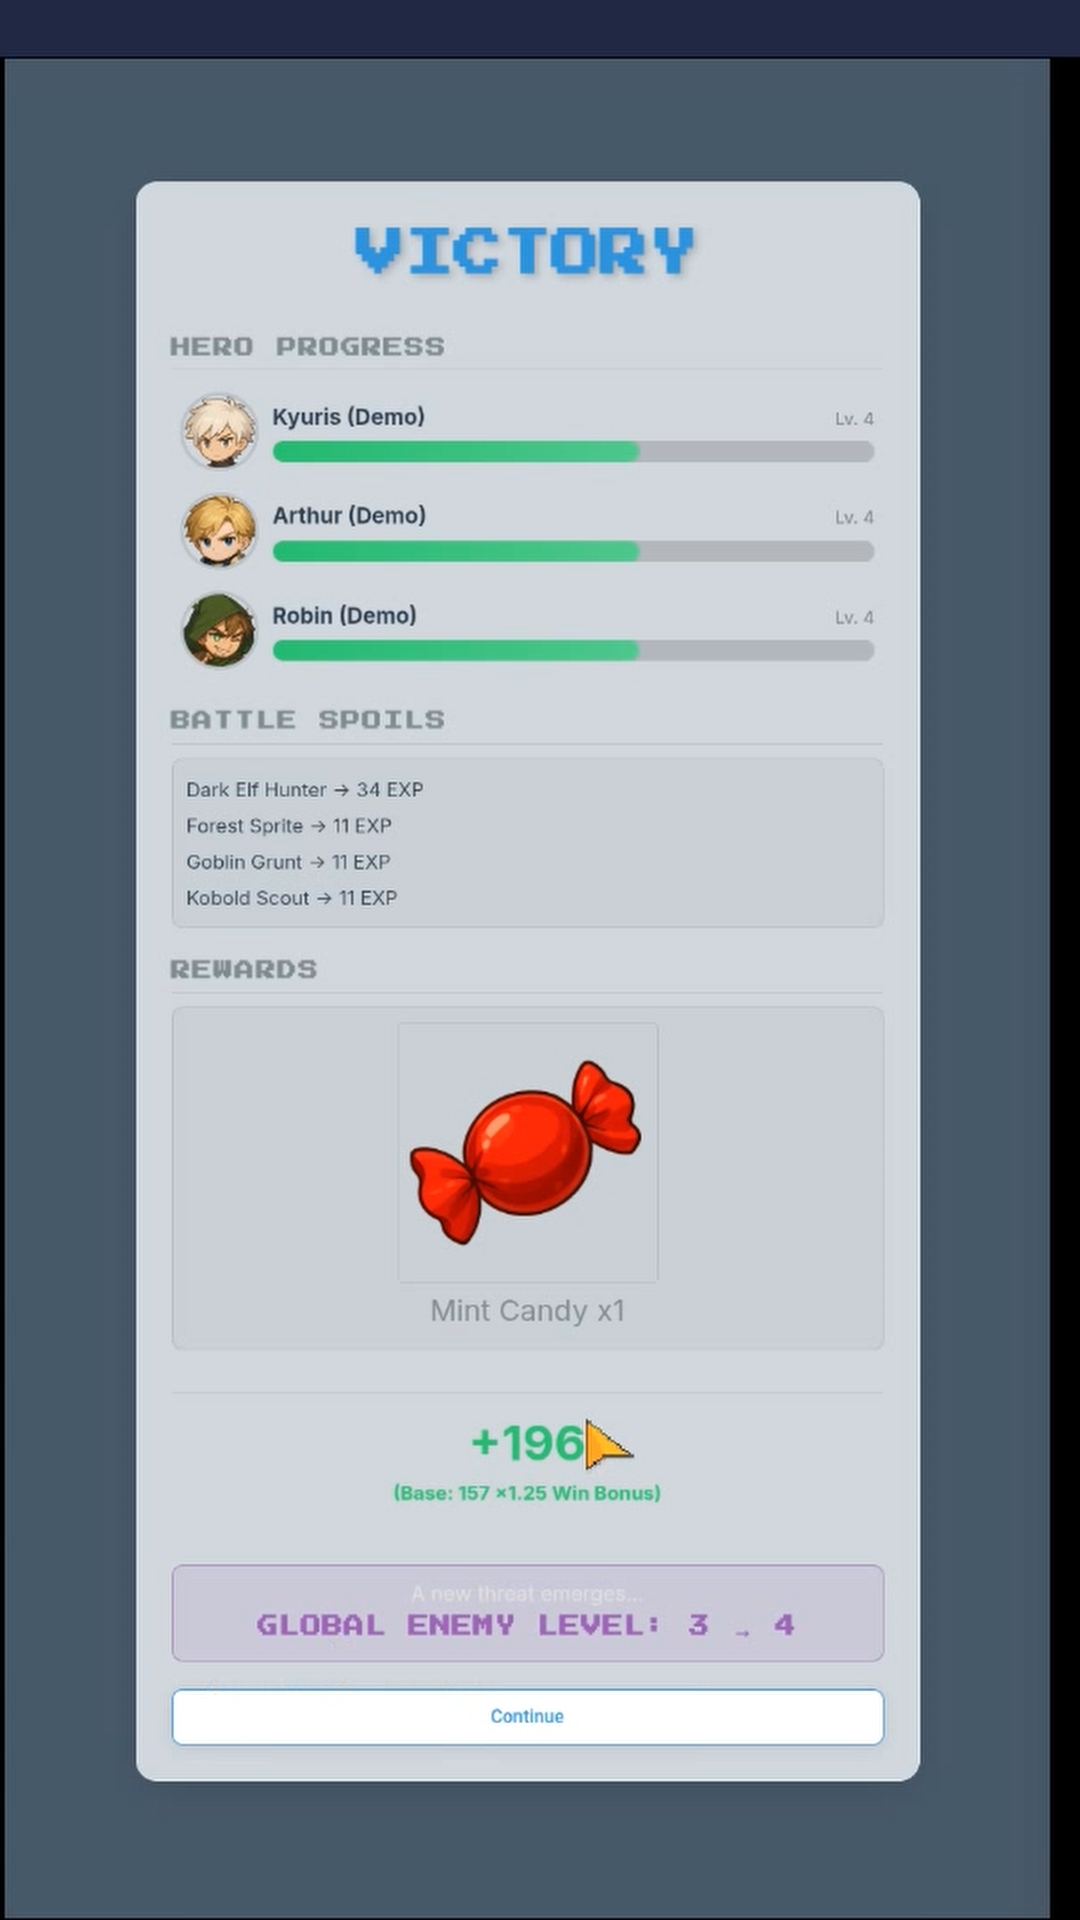 VICTORY
HERO PROGRESS
Kyuris (Demo)
Lv. 4
Arthur (Demo)
Lv. 4
Robin (Demo)
Lv. 4
BATTLE SPOILS
Dark Elf Hunter → 34 EXP
Forest Sprite → 11 EXP
Goblin Grunt → 11 EXP
Kobold Scout → 11 EXP
REWARDS
Mint Candy x1
+196
(Base: 157 ×1.25 Win Bonus)
A new threat emerges...
GLOBAL ENEMY LEVEL: 3 → 4
Continue